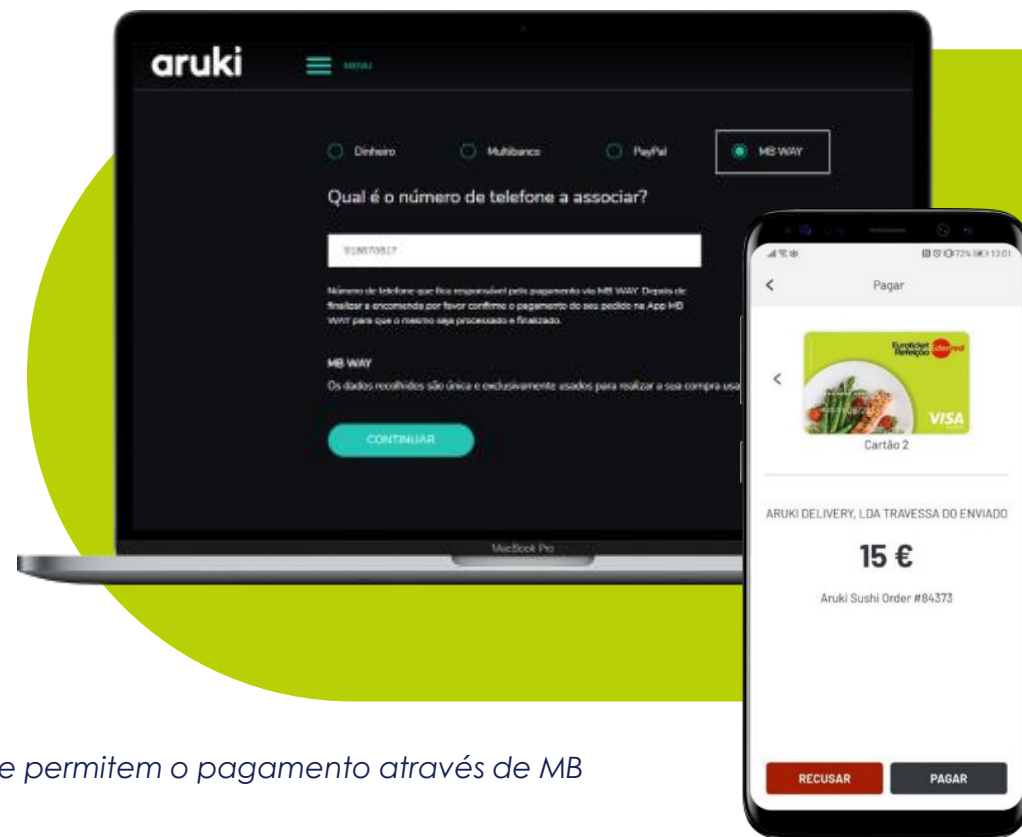 aruki
MENU
Dinheiro
Multibanco
PayPal
MB WAY
Qual é o número de telefone a associar?
Número de telefone que fica responsável pelo pagamento via MB WAY. Depois de
finalizar a encomenda por favor confirme o pagamento do seu pedido na App MB
WAY para que o mesmo seja processado e finalizado.
MB WAY
Os dados recolhidos são única e exclusivamente usados para realizar a sua compra usa
CONTINUAR
MacBook Pro
72% 13:01
Pagar
Euroticket
Refeição Edenred
VISA
Cartão 2
ARUKI DELIVERY, LDA TRAVESSA DO ENVIADO
15 €
Aruki Sushi Order #84373
RECUSAR
PAGAR
e permitem o pagamento através de MB